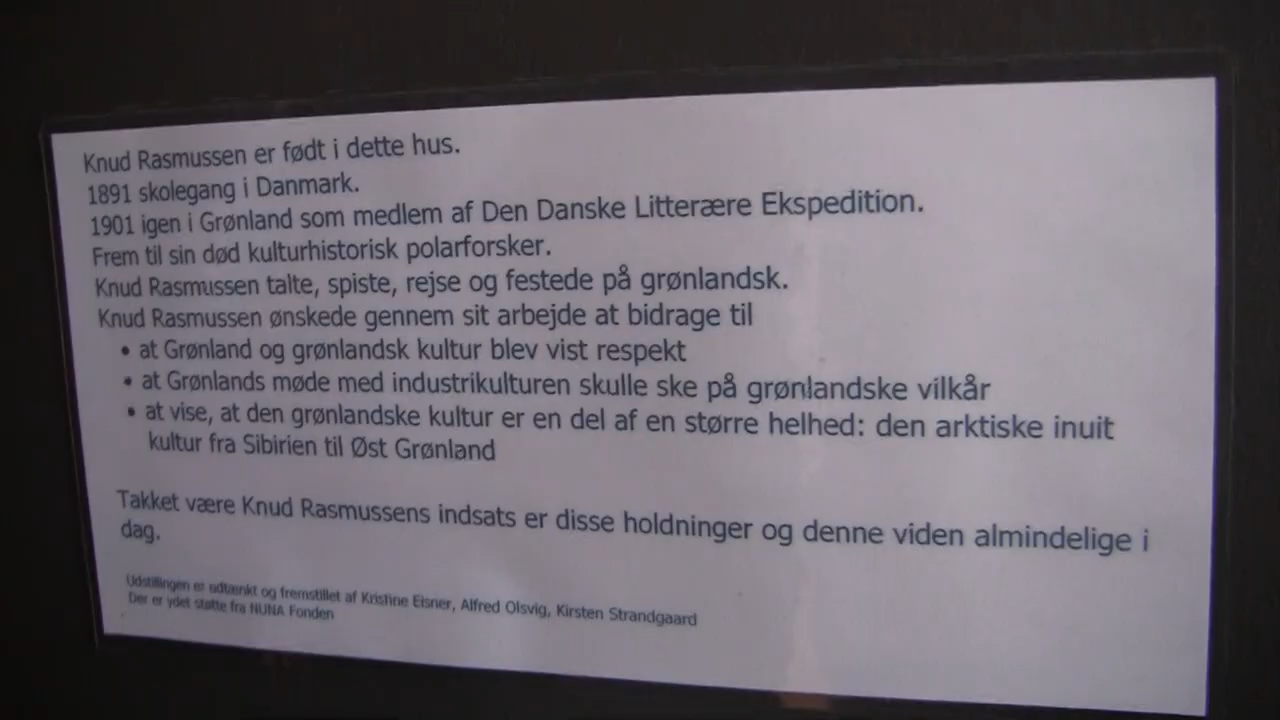 Knud Rasmussen er født i dette hus.
1891 skolegang i Danmark.
1901 igen i Grønland som medlem af Den Danske Litterære Ekspedition.
Frem til sin død kulturhistorisk polarforsker.
Knud Rasmussen talte, spiste, rejse og festede på grønlandsk.
Knud Rasmussen ønskede gennem sit arbejde at bidrage til
• at Grønland og grønlandsk kultur blev vist respekt
• at Grønlands møde med industrikulturen skulle ske på grønlandske vilkår
• at vise, at den grønlandske kultur er en del af en større helhed: den arktiske inuit
kultur fra Sibirien til Øst Grønland
Takket være Knud Rasmussens indsats er disse holdninger og denne viden almindelige i
dag.
Udstillingen er udtænkt og fremstillet af Kristine Eisner, Alfred Olsvig, Kirsten Strandgaard
Der er ydet støtte fra NUNA Fonden